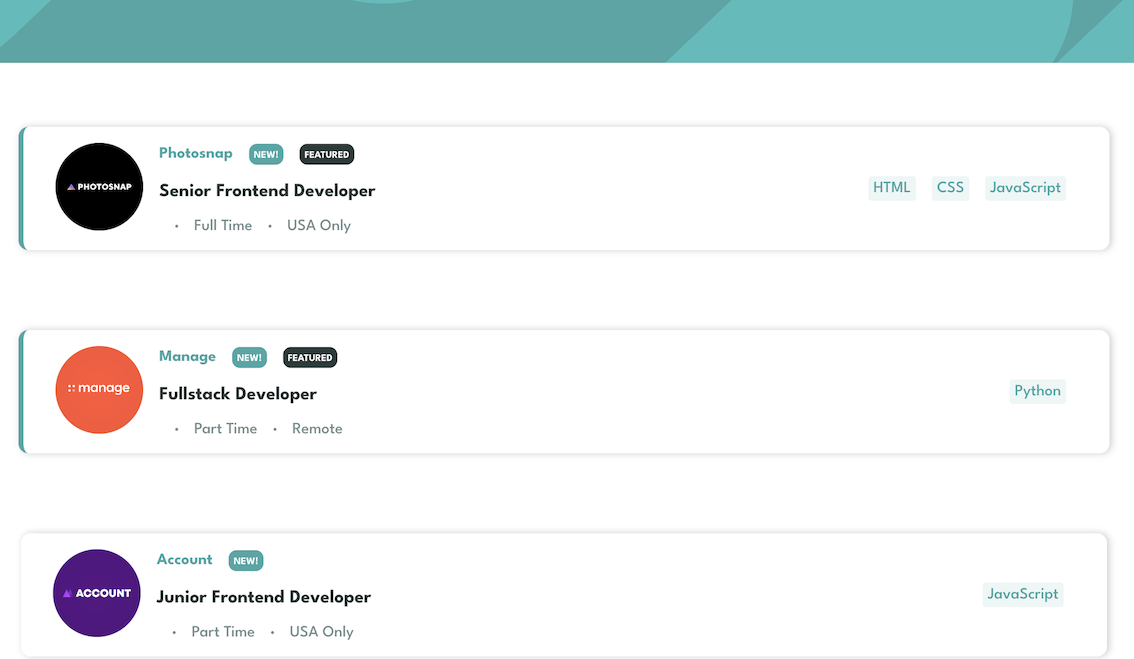 PHOTOSNAP
Photosnap NEW! FEATURED
Senior Frontend Developer
HTML CSS JavaScript
• Full Time • USA Only
:: manage
Manage NEW! FEATURED
Fullstack Developer
Python
• Part Time • Remote
ACCOUNT
Account NEW!
Junior Frontend Developer
JavaScript
• Part Time • USA Only